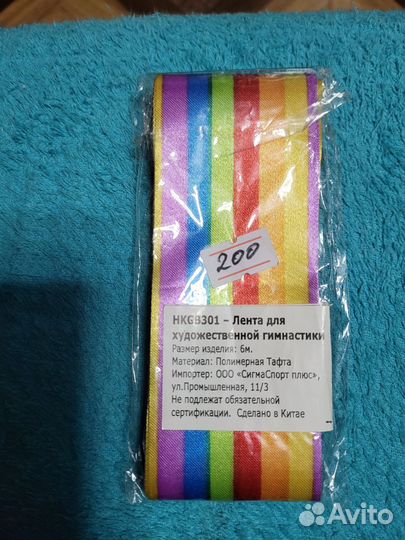 200
HKGB301 – Лента для
художественной гимнастики
Размер изделия: 6м.
Материал: Полимерная Тафта
Импортер: ООО «СигмаСпорт плюс»,
ул.Промышленная, 11/3
Не подлежат обязательной
сертификации. Сделано в Китае
Avito